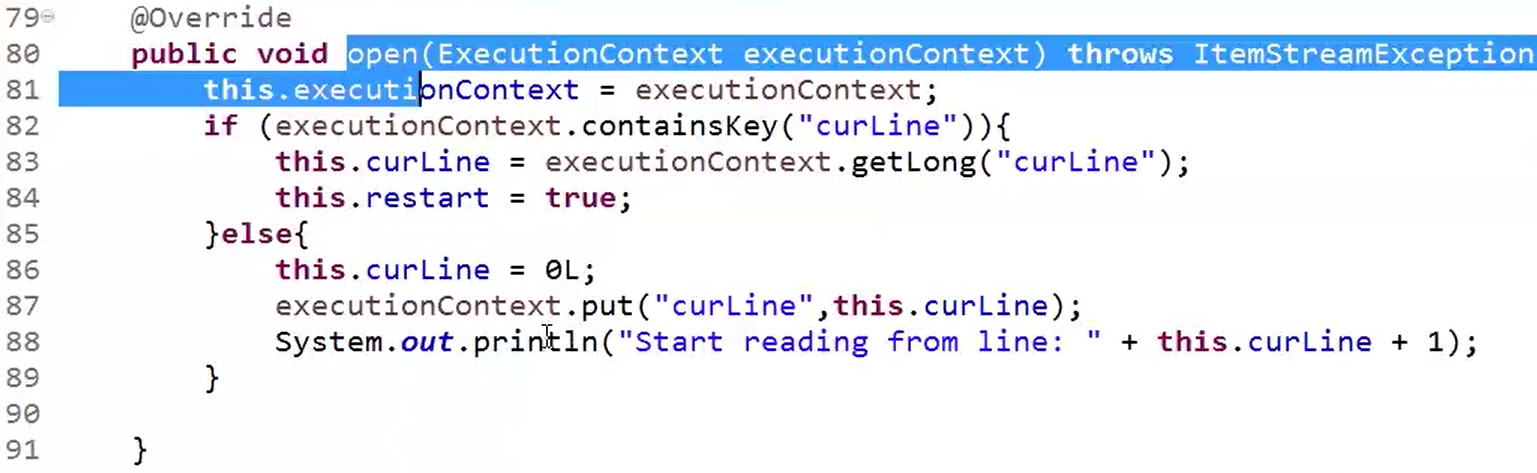 79 @Override
80 public void open(ExecutionContext executionContext) throws ItemStreamException
81 this.executionContext = executionContext;
82 if (executionContext.containsKey("curLine")){
83 this.curLine = executionContext.getLong("curLine");
84 this.restart = true;
85 }else{
86 this.curLine = 0L;
87 executionContext.put("curLine",this.curLine);
88 System.out.println("Start reading from line: " + this.curLine + 1);
89 }
90
91 }